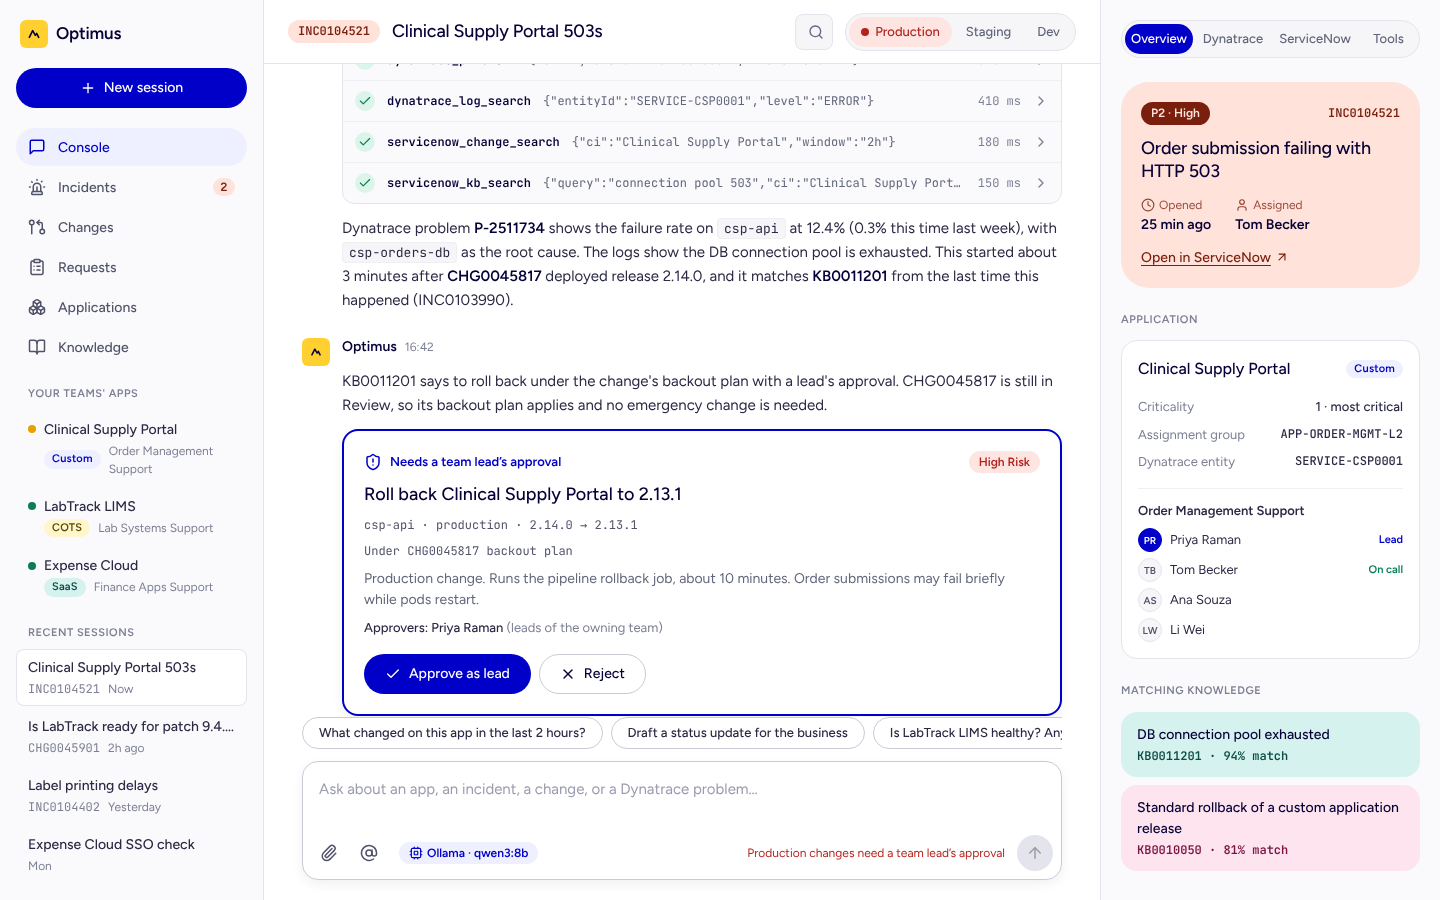 Optimus
New session
Console
Incidents 2
Changes
Requests
Applications
Knowledge
YOUR TEAMS' APPS
Clinical Supply Portal
Custom Order Management
Support
LabTrack LIMS
COTS Lab Systems Support
Expense Cloud
SaaS Finance Apps Support
RECENT SESSIONS
Clinical Supply Portal 503s
INC0104521 Now
Is LabTrack ready for patch 9.4....
CHG0045901 2h ago
Label printing delays
INC0104402 Yesterday
Expense Cloud SSO check
Mon
INC0104521 Clinical Supply Portal 503s
Production Staging Dev
dynatrace_log_search {"entityId":"SERVICE-CSP0001","level":"ERROR"} 410 ms
servicenow_change_search {"ci":"Clinical Supply Portal","window":"2h"} 180 ms
servicenow_kb_search {"query":"connection pool 503","ci":"Clinical Supply Port… 150 ms
Dynatrace problem P-2511734 shows the failure rate on csp-api at 12.4% (0.3% this time last week), with
csp-orders-db as the root cause. The logs show the DB connection pool is exhausted. This started about
3 minutes after CHG0045817 deployed release 2.14.0, and it matches KB0011201 from the last time this
happened (INC0103990).
Optimus 16:42
KB0011201 says to roll back under the change's backout plan with a lead's approval. CHG0045817 is still in
Review, so its backout plan applies and no emergency change is needed.
Needs a team lead's approval High Risk
Roll back Clinical Supply Portal to 2.13.1
csp-api · production · 2.14.0 → 2.13.1
Under CHG0045817 backout plan
Production change. Runs the pipeline rollback job, about 10 minutes. Order submissions may fail briefly
while pods restart.
Approvers: Priya Raman (leads of the owning team)
Approve as lead Reject
What changed on this app in the last 2 hours? Draft a status update for the business Is LabTrack LIMS healthy? Any
Ask about an app, an incident, a change, or a Dynatrace problem...
Ollama · qwen3:8b Production changes need a team lead's approval
Overview Dynatrace ServiceNow Tools
P2 · High INC0104521
Order submission failing with
HTTP 503
Opened Assigned
25 min ago Tom Becker
Open in ServiceNow
APPLICATION
Clinical Supply Portal Custom
Criticality 1 · most critical
Assignment group APP-ORDER-MGMT-L2
Dynatrace entity SERVICE-CSP0001
Order Management Support
PR Priya Raman Lead
TB Tom Becker On call
AS Ana Souza
LW Li Wei
MATCHING KNOWLEDGE
DB connection pool exhausted
KB0011201 · 94% match
Standard rollback of a custom application
release
KB0010050 · 81% match